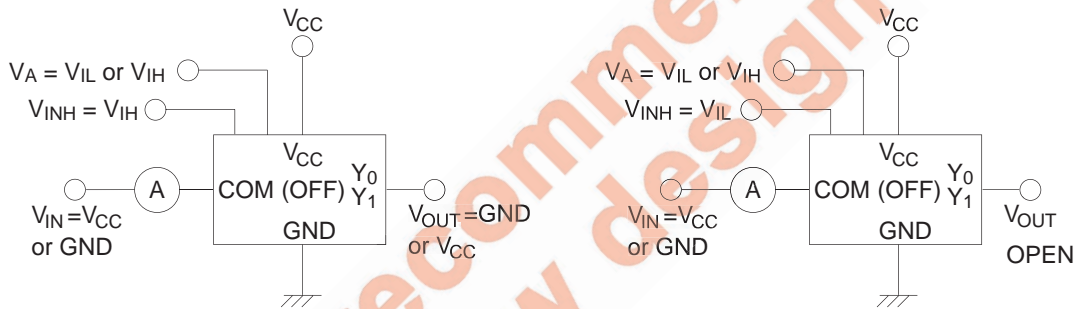 VCC
VA = VIL or VIH
VINH = VIH
VCC
COM (OFF)
Y0
Y1
GND
A
VIN =VCC
or GND
VOUT =GND
or VCC
VCC
VA = VIL or VIH
VINH = VIL
VCC
COM (OFF)
Y0
Y1
GND
A
VIN =VCC
or GND
VOUT
OPEN